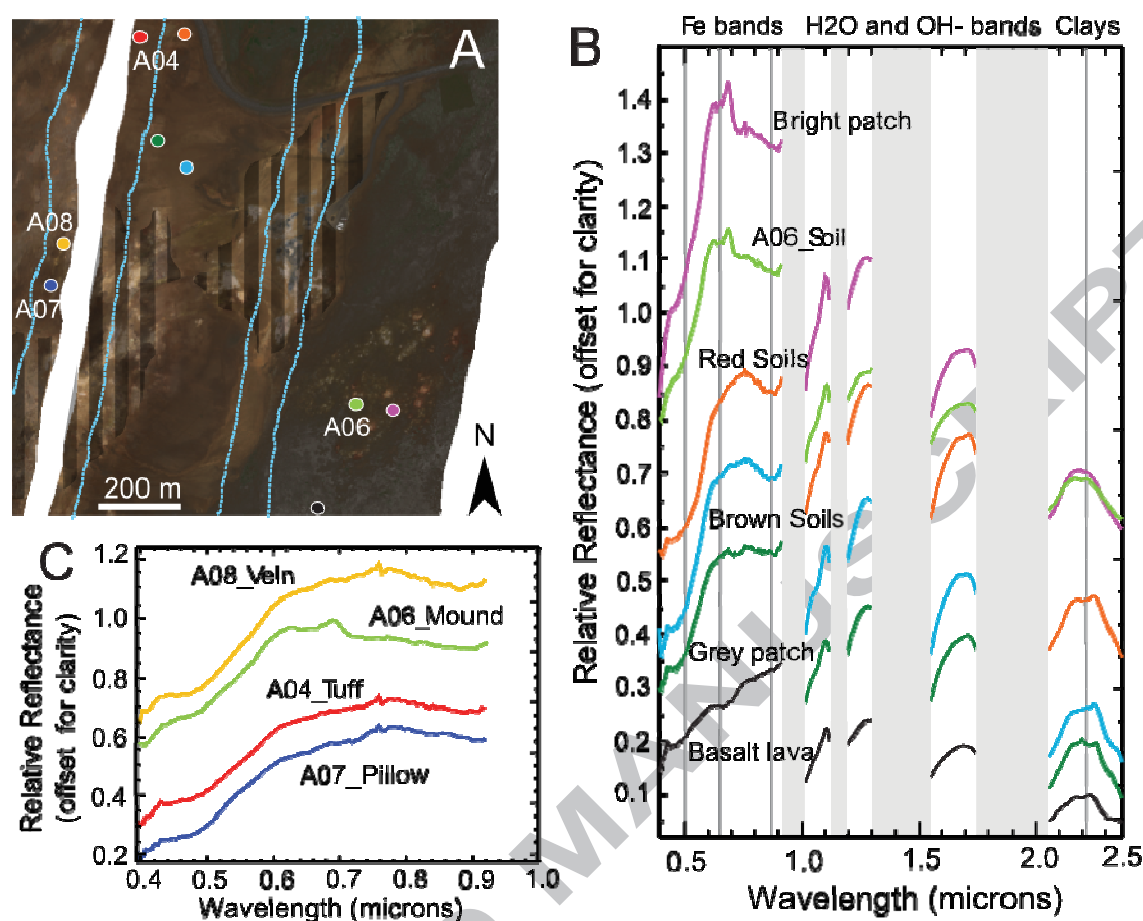 A
A04
A08
A07
A06
N
200 m
B
Fe bands
H2O and OH- bands
Clays
Relative Reflectance (offset for clarity)
1.4
1.3
1.2
1.1
1.0
0.9
0.8
0.7
0.6
0.5
0.4
0.3
0.2
0.1
Bright patch
A06_Soil
Red Soils
Brown Soils
Grey patch
Basalt lava
0.5
1.0
1.5
2.0
2.5
Wavelength (microns)
C
Relative Reflectance
(offset for clarity)
1.2
1.0
0.8
0.6
0.4
0.2
A08_Vein
A06_Mound
A04_Tuff
A07_Pillow
0.4
0.5
0.6
0.7
0.8
0.9
1.0
Wavelength (microns)
MANUSCRIPT